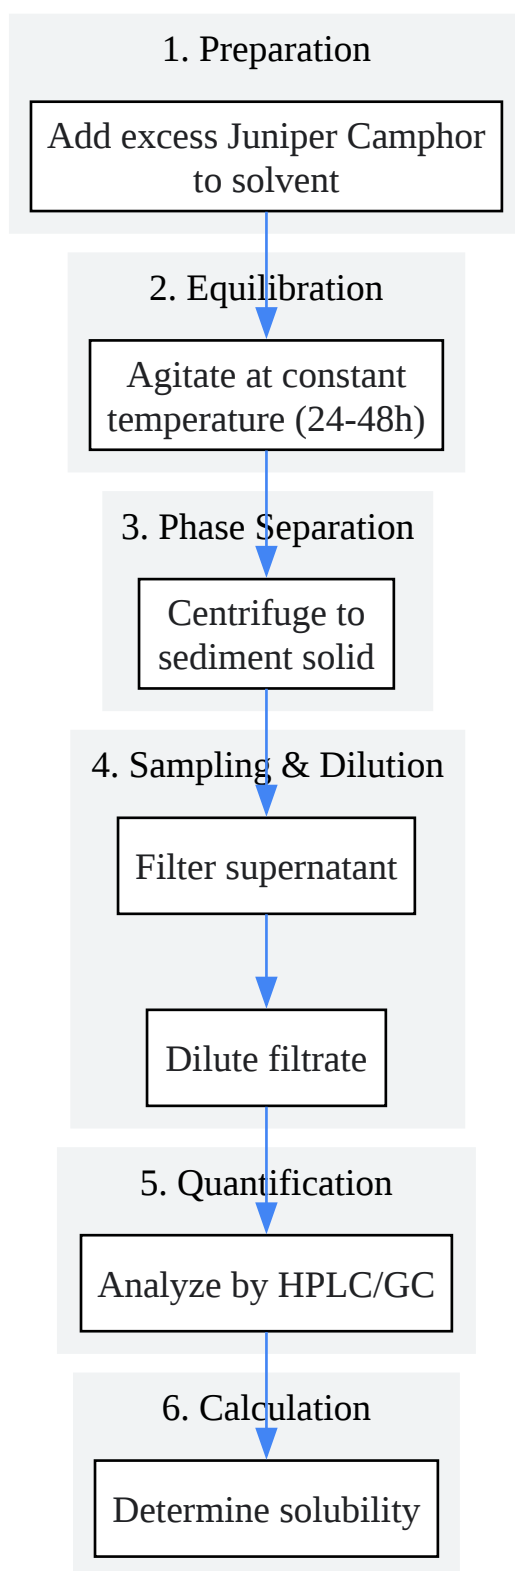 1. Preparation
Add excess Juniper Camphor
to solvent
2. Equilibration
Agitate at constant
temperature (24-48h)
3. Phase Separation
Centrifuge to
sediment solid
4. Sampling & Dilution
Filter supernatant
Dilute filtrate
5. Quantification
Analyze by HPLC/GC
6. Calculation
Determine solubility